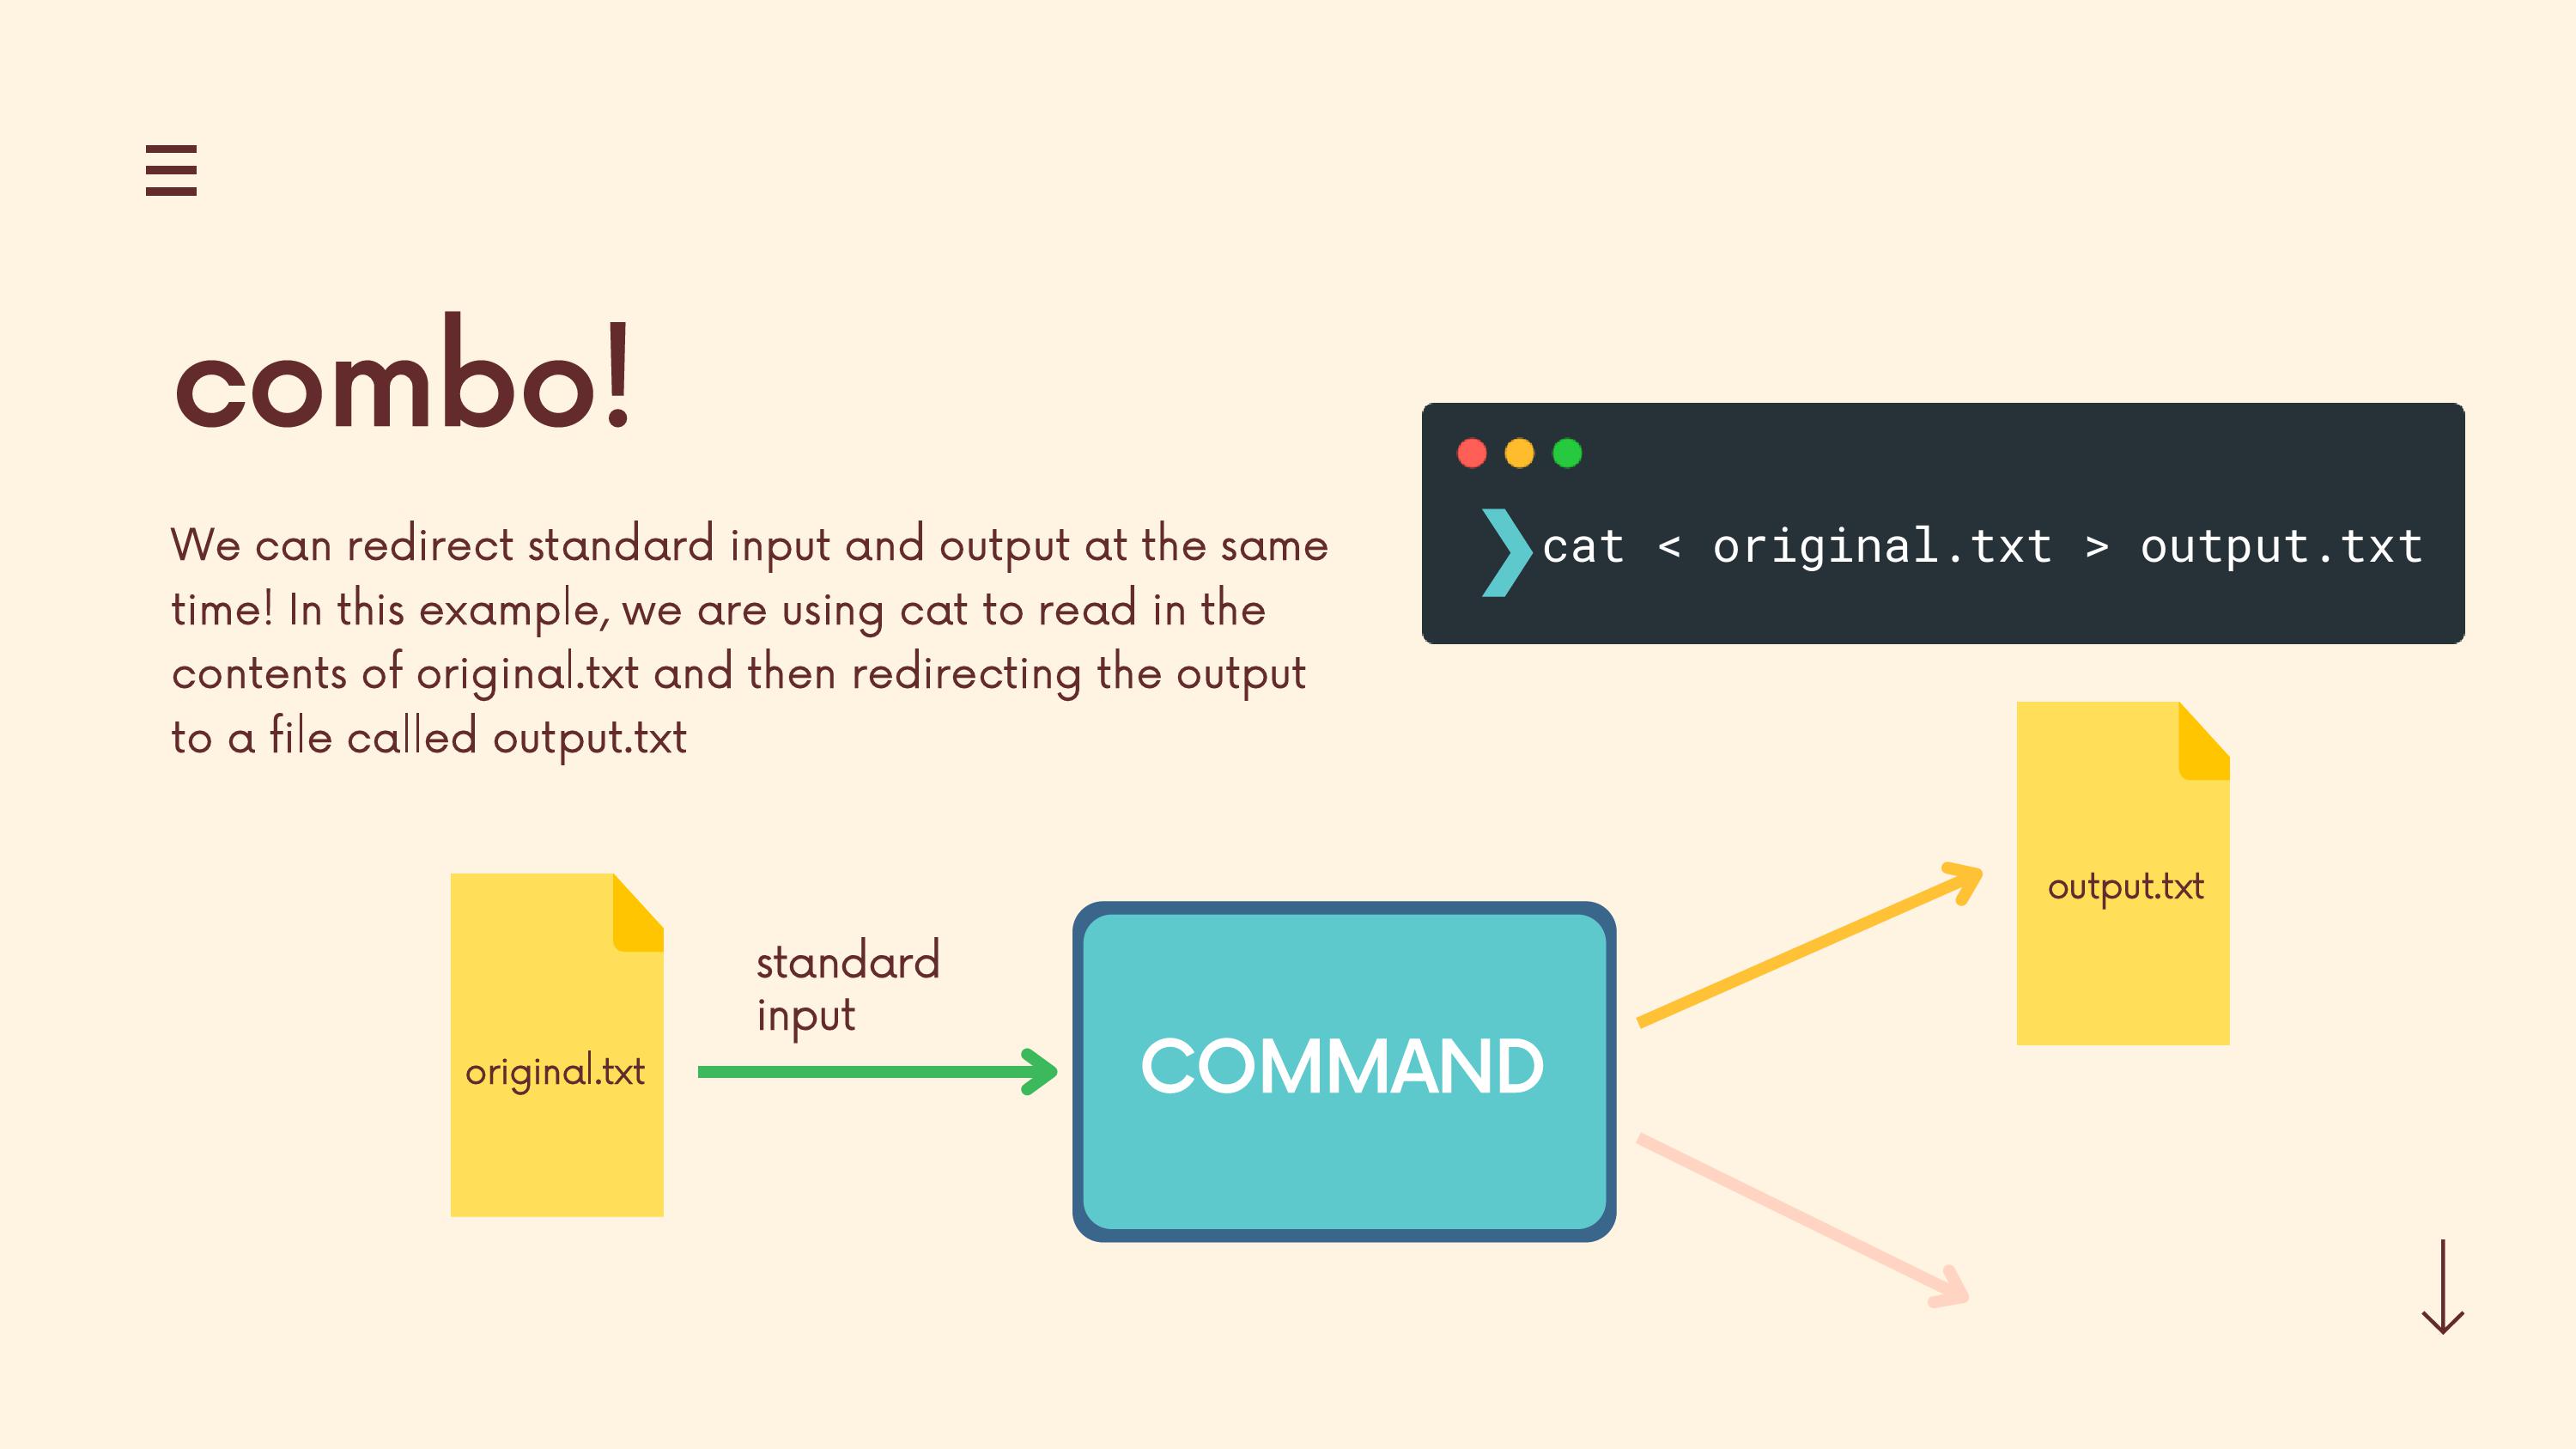 combo!
We can redirect standard input and output at the same
time! In this example, we are using cat to read in the
contents of original.txt and then redirecting the output
to a file called output.txt
❯cat < original.txt > output.txt
original.txt
standard
input
COMMAND
output.txt